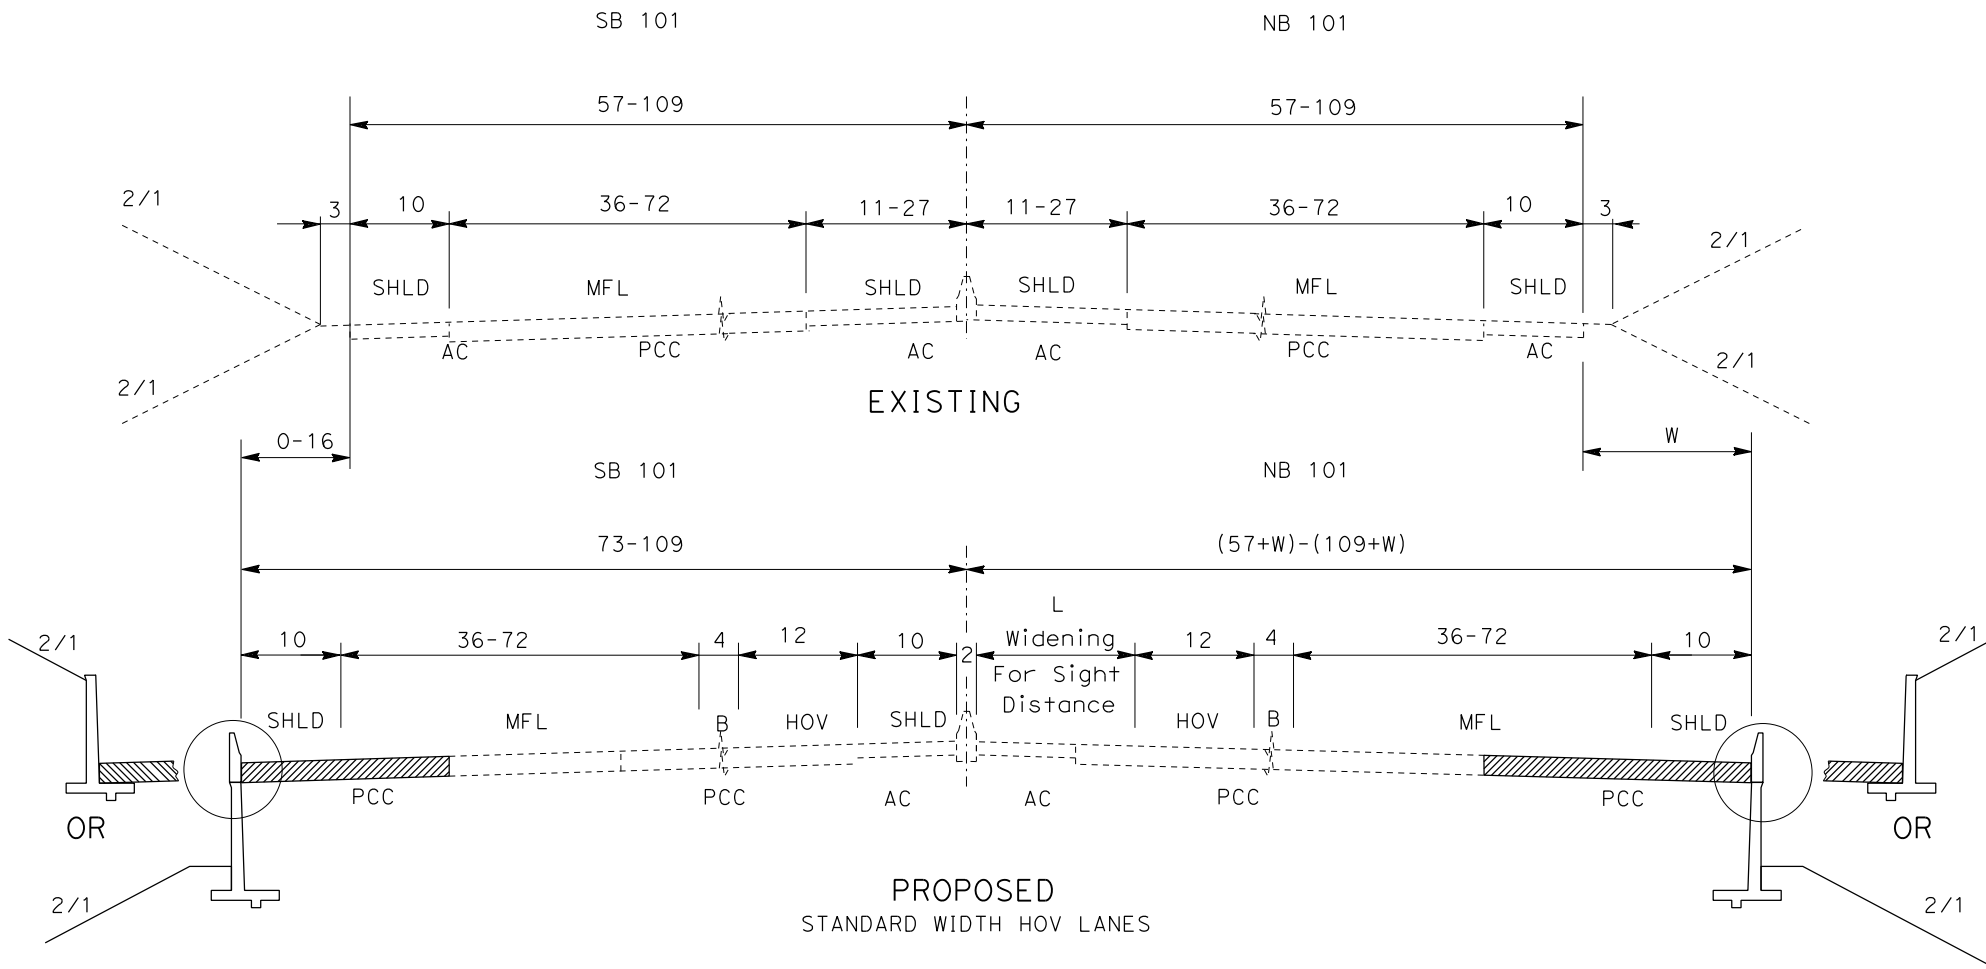 SB 101 NB 101
57-109 57-109
2/1 3 10 36-72 11-27 11-27 36-72 10 3 2/1
SHLD MFL SHLD SHLD MFL SHLD
AC PCC AC AC PCC AC
2/1 2/1
EXISTING
0-16 W
SB 101 NB 101
73-109 (57+W)-(109+W)
L
Widening
For Sight
Distance
2/1 10 36-72 4 12 10 2 12 4 36-72 10 2/1
SHLD MFL B HOV SHLD HOV B MFL SHLD
PCC PCC AC AC PCC PCC
OR OR
2/1 2/1
PROPOSED
STANDARD WIDTH HOV LANES